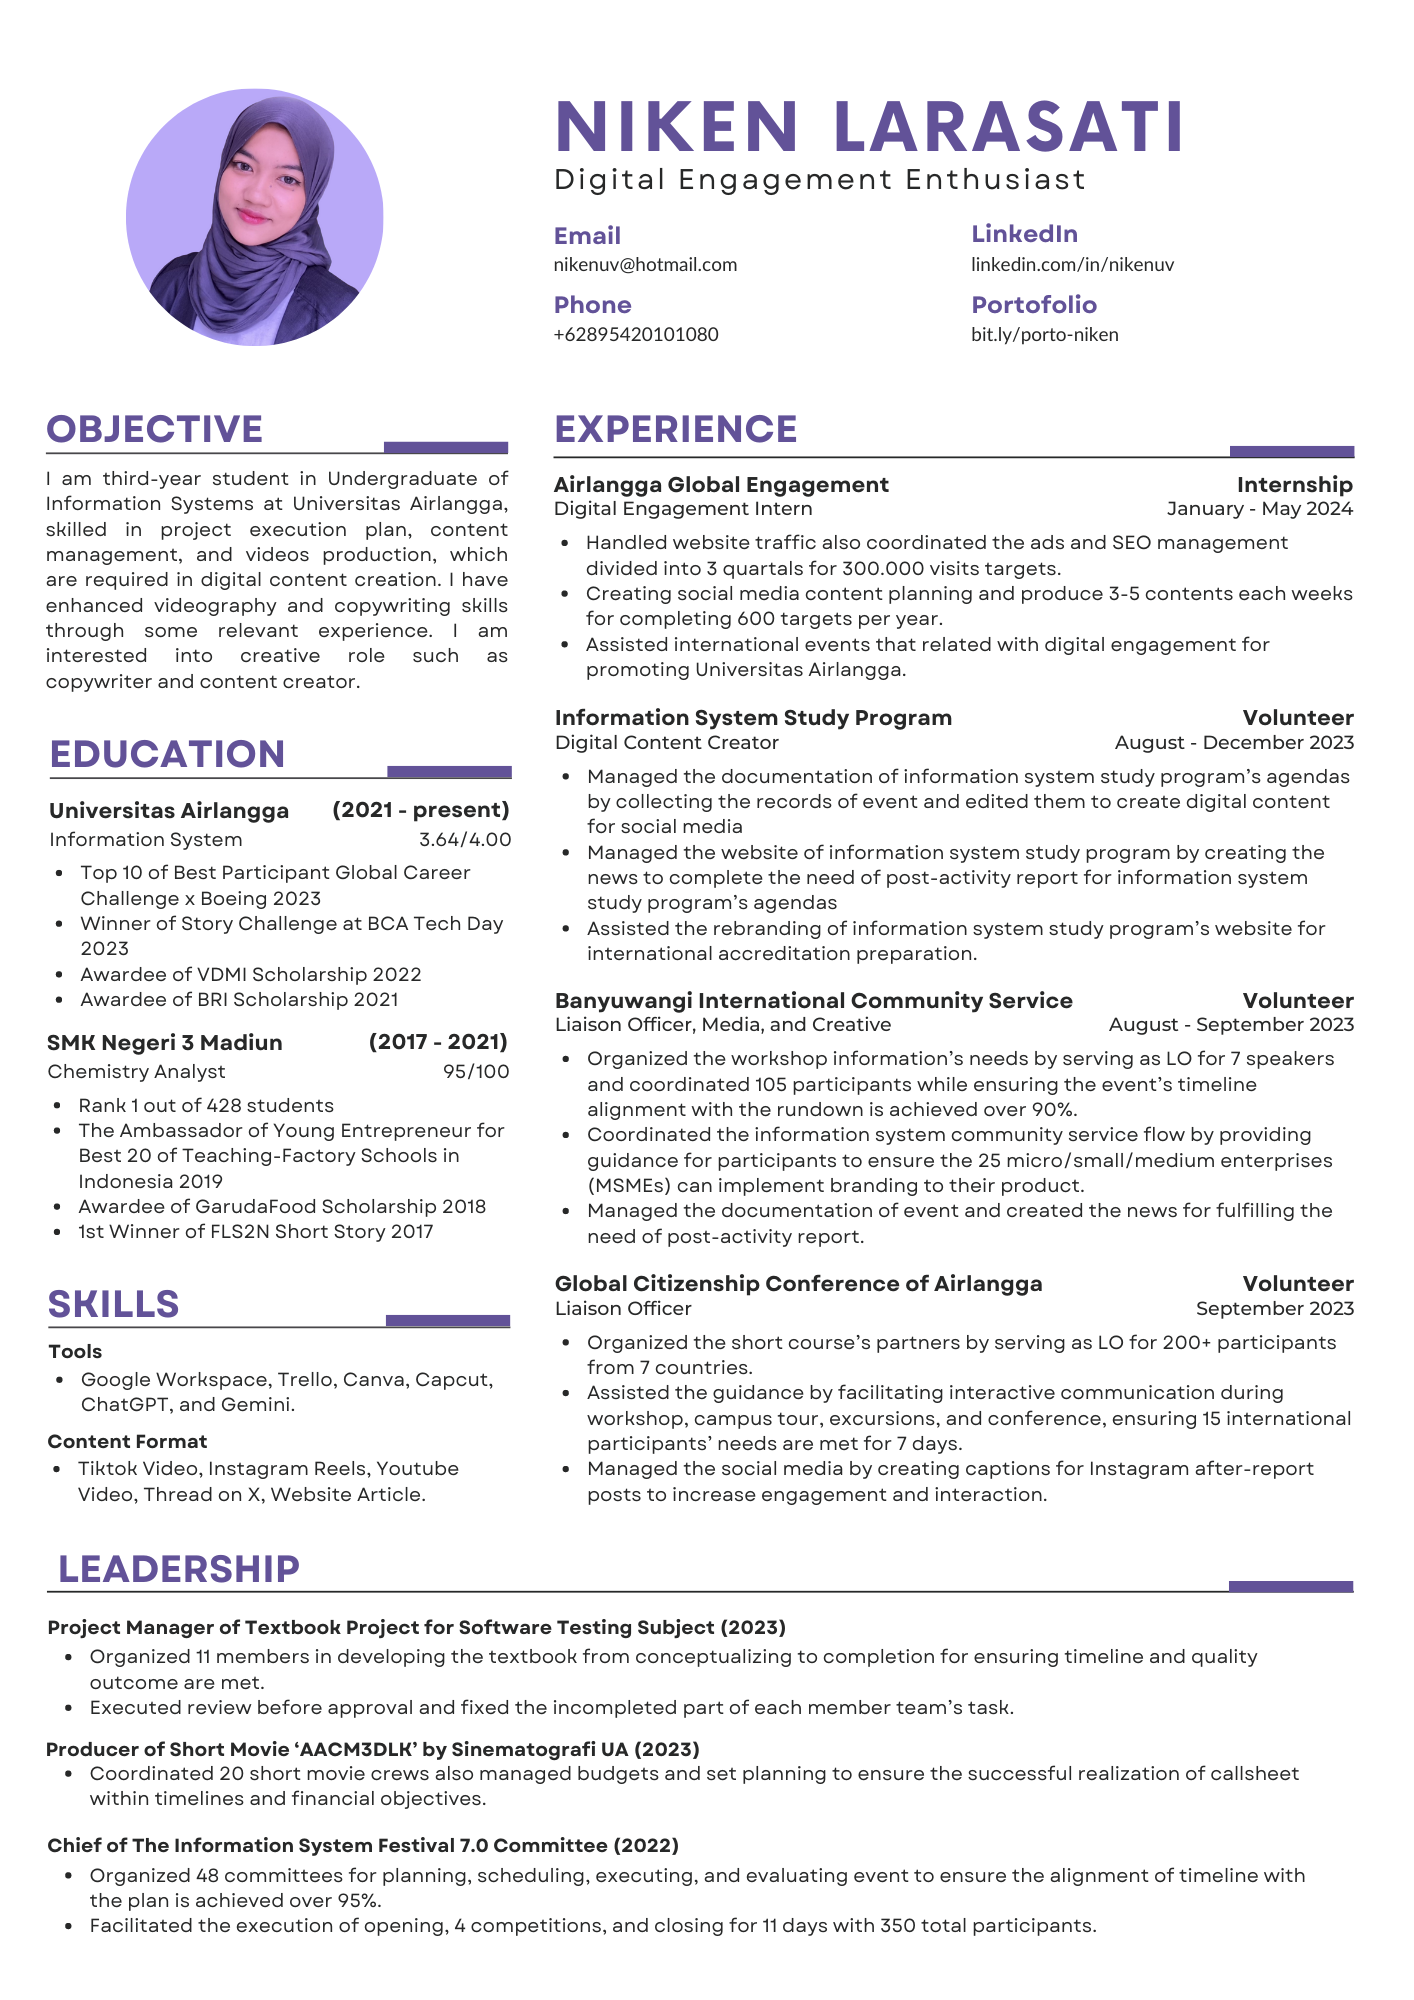 NIKEN LARASATI
Digital Engagement Enthusiast
Email
nikenuv@hotmail.com
LinkedIn
linkedin.com/in/nikenuv
Phone
+62895420101080
Portofolio
bit.ly/porto-niken
OBJECTIVE
I am third-year student in Undergraduate of
Information Systems at Universitas Airlangga,
skilled in project execution plan, content
management, and videos production, which
are required in digital content creation. I have
enhanced videography and copywriting skills
through some relevant experience. I am
interested into creative role such as
copywriter and content creator.
EDUCATION
Universitas Airlangga (2021 - present)
Information System 3.64/4.00
• Top 10 of Best Participant Global Career
Challenge x Boeing 2023
• Winner of Story Challenge at BCA Tech Day
2023
• Awardee of VDMI Scholarship 2022
• Awardee of BRI Scholarship 2021
SMK Negeri 3 Madiun (2017 - 2021)
Chemistry Analyst 95/100
• Rank 1 out of 428 students
• The Ambassador of Young Entrepreneur for
Best 20 of Teaching-Factory Schools in
Indonesia 2019
• Awardee of GarudaFood Scholarship 2018
• 1st Winner of FLS2N Short Story 2017
SKILLS
Tools
• Google Workspace, Trello, Canva, Capcut,
ChatGPT, and Gemini.
Content Format
• Tiktok Video, Instagram Reels, Youtube
Video, Thread on X, Website Article.
EXPERIENCE
Airlangga Global Engagement Internship
Digital Engagement Intern January - May 2024
• Handled website traffic also coordinated the ads and SEO management
divided into 3 quartals for 300.000 visits targets.
• Creating social media content planning and produce 3-5 contents each weeks
for completing 600 targets per year.
• Assisted international events that related with digital engagement for
promoting Universitas Airlangga.
Information System Study Program Volunteer
Digital Content Creator August - December 2023
• Managed the documentation of information system study program's agendas
by collecting the records of event and edited them to create digital content
for social media
• Managed the website of information system study program by creating the
news to complete the need of post-activity report for information system
study program's agendas
• Assisted the rebranding of information system study program's website for
international accreditation preparation.
Banyuwangi International Community Service Volunteer
Liaison Officer, Media, and Creative August - September 2023
• Organized the workshop information's needs by serving as LO for 7 speakers
and coordinated 105 participants while ensuring the event's timeline
alignment with the rundown is achieved over 90%.
• Coordinated the information system community service flow by providing
guidance for participants to ensure the 25 micro/small/medium enterprises
(MSMEs) can implement branding to their product.
• Managed the documentation of event and created the news for fulfilling the
need of post-activity report.
Global Citizenship Conference of Airlangga Volunteer
Liaison Officer September 2023
• Organized the short course's partners by serving as LO for 200+ participants
from 7 countries.
• Assisted the guidance by facilitating interactive communication during
workshop, campus tour, excursions, and conference, ensuring 15 international
participants' needs are met for 7 days.
• Managed the social media by creating captions for Instagram after-report
posts to increase engagement and interaction.
LEADERSHIP
Project Manager of Textbook Project for Software Testing Subject (2023)
• Organized 11 members in developing the textbook from conceptualizing to completion for ensuring timeline and quality
outcome are met.
• Executed review before approval and fixed the incompleted part of each member team's task.
Producer of Short Movie ‘AACM3DLK’ by Sinematografi UA (2023)
• Coordinated 20 short movie crews also managed budgets and set planning to ensure the successful realization of callsheet
within timelines and financial objectives.
Chief of The Information System Festival 7.0 Committee (2022)
• Organized 48 committees for planning, scheduling, executing, and evaluating event to ensure the alignment of timeline with
the plan is achieved over 95%.
• Facilitated the execution of opening, 4 competitions, and closing for 11 days with 350 total participants.